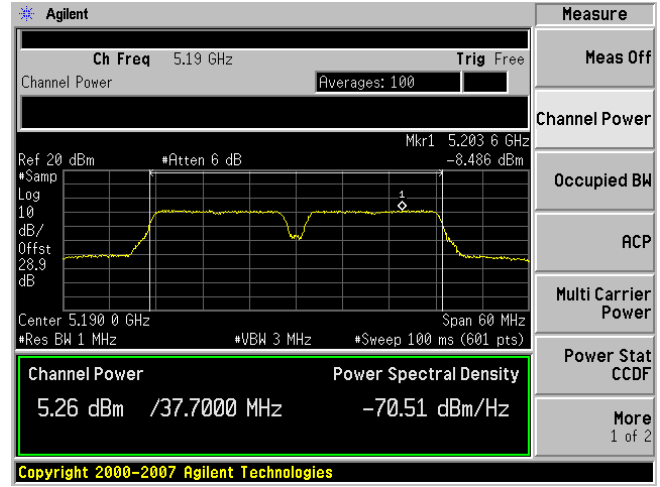 Agilent
Measure
Ch Freq 5.19 GHz Trig Free
Channel Power Averages: 100
Mkr1 5.203 6 GHz
Ref 20 dBm #Atten 6 dB -8.486 dBm
#Samp
Log
10
dB/
Offst
28.9
dB
1
Center 5.190 0 GHz Span 60 MHz
#Res BW 1 MHz #VBW 3 MHz #Sweep 100 ms (601 pts)
Channel Power Power Spectral Density
5.26 dBm /37.7000 MHz -70.51 dBm/Hz
Copyright 2000-2007 Agilent Technologies
Meas Off
Channel Power
Occupied BW
ACP
Multi Carrier
Power
Power Stat
CCDF
More
1 of 2